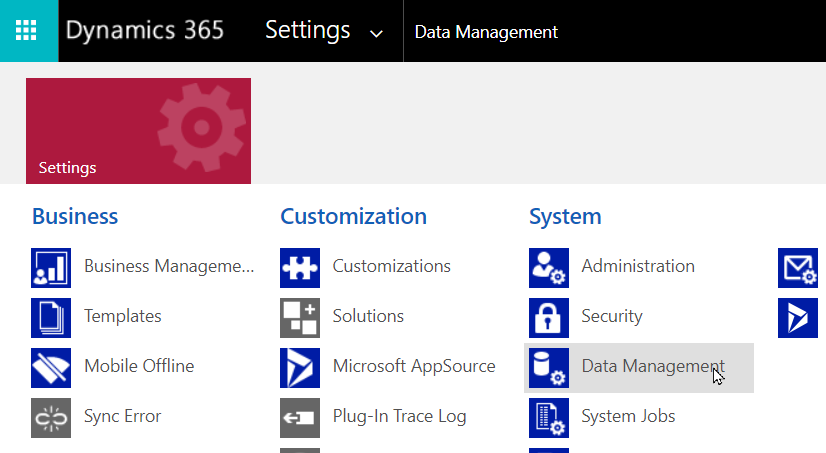 Dynamics 365 Settings Data Management
Settings
Business Customization System
Business Manageme... Customizations Administration
Templates Solutions Security
Mobile Offline Microsoft AppSource Data Management
Sync Error Plug-In Trace Log System Jobs